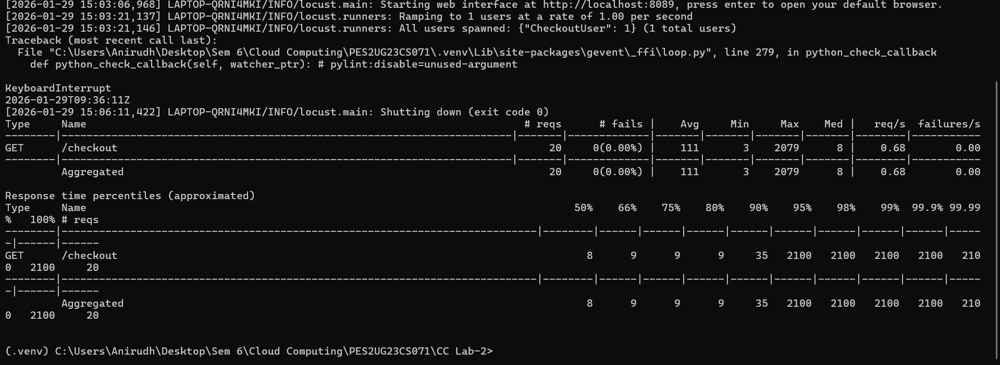 [2026-01-29 15:03:06,968] LAPTOP-QRNI4MKI/INFO/locust.main: Starting web interface at http://localhost:8089, press enter to open your default browser.
[2026-01-29 15:03:21,137] LAPTOP-QRNI4MKI/INFO/locust.runners: Ramping to 1 users at a rate of 1.00 per second
[2026-01-29 15:03:21,146] LAPTOP-QRNI4MKI/INFO/locust.runners: All users spawned: {"CheckoutUser": 1} (1 total users)
Traceback (most recent call last):
  File "C:\Users\Anirudh\Desktop\Sem 6\Cloud Computing\PES2UG23CS071\.venv\Lib\site-packages\gevent\_ffi\loop.py", line 279, in python_check_callback
    def python_check_callback(self, watcher_ptr): # pylint:disable=unused-argument
KeyboardInterrupt
2026-01-29T09:36:11Z
[2026-01-29 15:06:11,422] LAPTOP-QRNI4MKI/INFO/locust.main: Shutting down (exit code 0)
Type     Name     # reqs     # fails |     Avg     Min     Max     Med |     req/s  failures/s
--------|------------------------------------------------------------------------|-------|-------------|-------|-------|-------|-------|--------|-----------
GET      /checkout     20     0(0.00%) |     111     3     2079     8 |     0.68     0.00
--------|------------------------------------------------------------------------|-------|-------------|-------|-------|-------|-------|--------|-----------
         Aggregated     20     0(0.00%) |     111     3     2079     8 |     0.68     0.00
Response time percentiles (approximated)
Type     Name     50%    66%    75%    80%    90%    95%    98%    99%  99.9% 99.99
%   100% # reqs
--------|----------------------------------------------------------------------------|--------|------|------|------|------|------|------|------|------|-----
-|------|------
GET      /checkout     8      9      9      9     35   2100   2100   2100   2100   210
0   2100     20
--------|----------------------------------------------------------------------------|--------|------|------|------|------|------|------|------|------|-----
-|------|------
         Aggregated     8      9      9      9     35   2100   2100   2100   2100   210
0   2100     20
(.venv) C:\Users\Anirudh\Desktop\Sem 6\Cloud Computing\PES2UG23CS071\CC Lab-2>